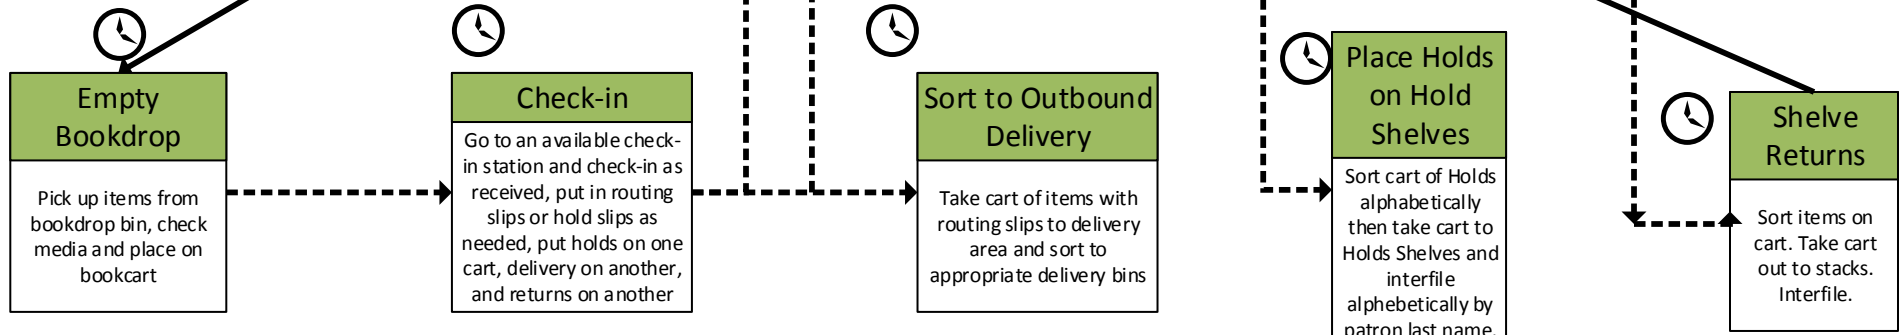 Empty
Bookdrop
Pick up items from
bookdrop bin, check
media and place on
bookcart
Check-in
Go to an available check-
in station and check-in as
received, put in routing
slips or hold slips as
needed, put holds on one
cart, delivery on another,
and returns on another
Sort to Outbound
Delivery
Take cart of items with
routing slips to delivery
area and sort to
appropriate delivery bins
Place Holds
on Hold
Shelves
Sort cart of Holds
alphabetically
then take cart to
Holds Shelves and
interfile
alphebetically by
patron last name.
Shelve
Returns
Sort items on
cart. Take cart
out to stacks.
Interfile.